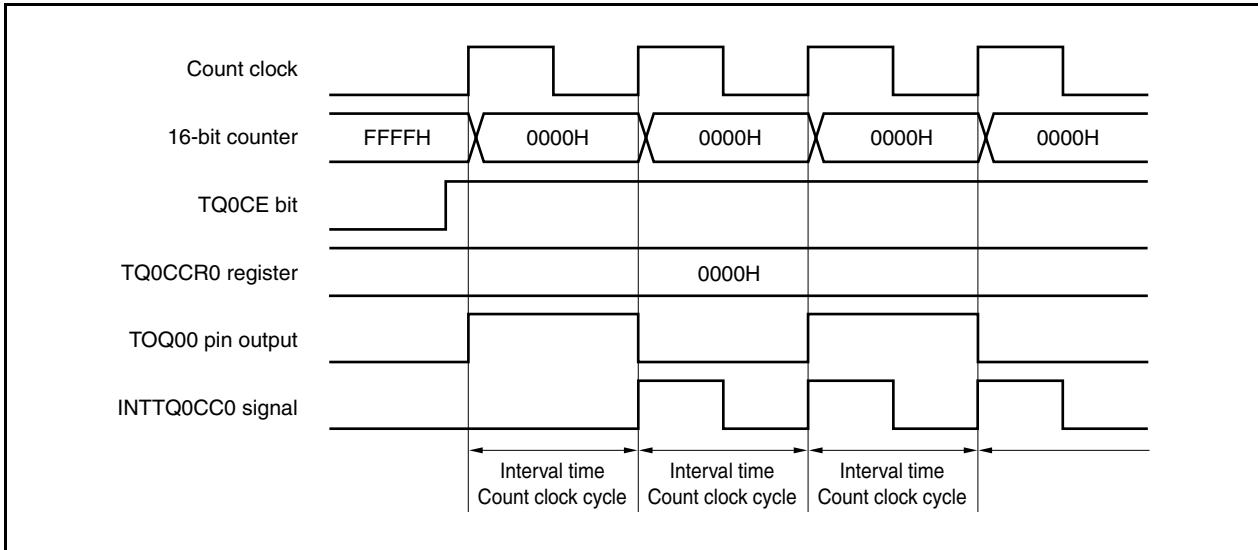 Count clock
16-bit counter
FFFFH
0000H
0000H
0000H
0000H
TQ0CE bit
TQ0CCR0 register
0000H
TOQ00 pin output
INTTQ0CC0 signal
Interval time
Count clock cycle
Interval time
Count clock cycle
Interval time
Count clock cycle